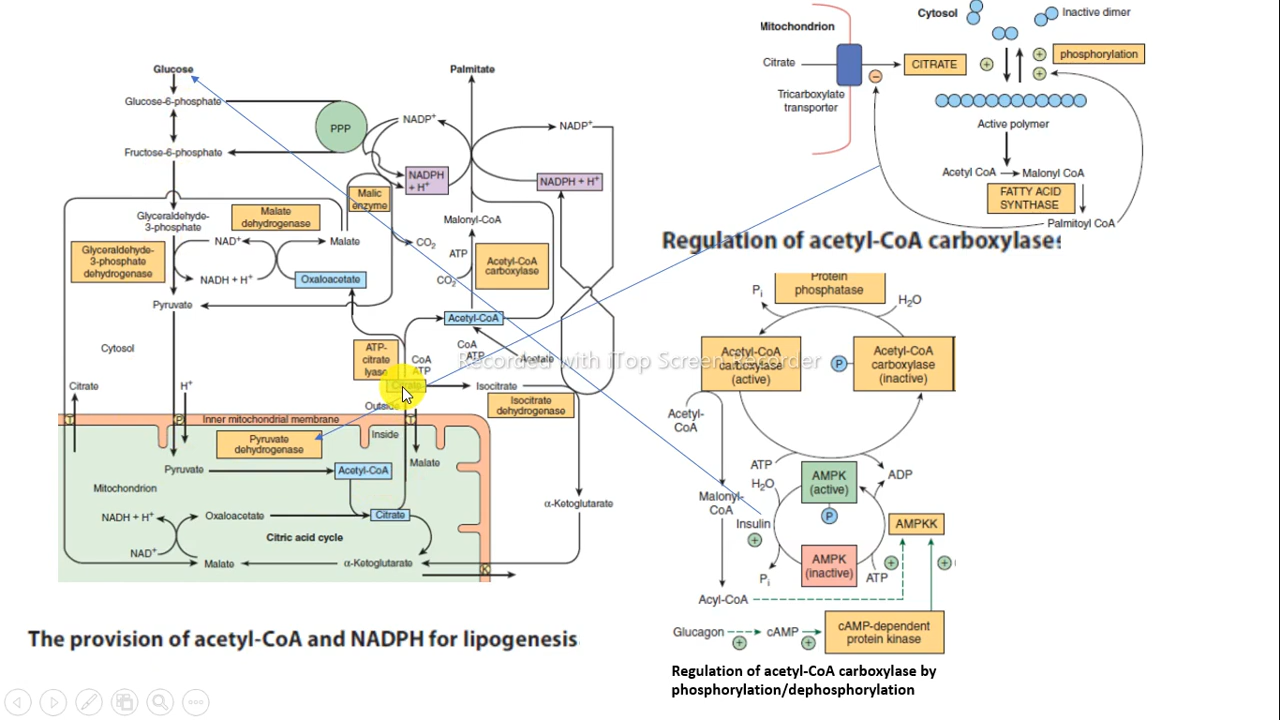 Glucose
Palmitate
Glucose-6-phosphate
PPP
NADP+
NADP+
Fructose-6-phosphate
NADPH
+ H+
NADPH + H+
Malic
enzyme
Glyceraldehyde-
3-phosphate
Malate
dehydrogenase
Malonyl-CoA
NAD+
Malate
CO2
Glyceraldehyde-
3-phosphate
dehydrogenase
ATP
Acetyl-CoA
carboxylase
NADH + H+
Oxaloacetate
CO2
Pyruvate
Acetyl-CoA
Cytosol
ATP-
citrate
lyase
CoA
ATP
CoA
ATP
Acetate
Citrate
H+
Citrate
Isocitrate
Outside
Isocitrate
dehydrogenase
T
P
Inner mitochondrial membrane
T
Pyruvate
dehydrogenase
Inside
Malate
Pyruvate
Acetyl-CoA
Mitochondrion
α-Ketoglutarate
NADH + H+
Oxaloacetate
Citrate
Citric acid cycle
NAD+
Malate
α-Ketoglutarate
K
The provision of acetyl-CoA and NADPH for lipogenesis
Mitochondrion
Cytosol
Inactive dimer
Citrate
CITRATE
+
+
phosphorylation
−
+
Tricarboxylate
transporter
Active polymer
Acetyl CoA
Malonyl CoA
FATTY ACID
SYNTHASE
Palmitoyl CoA
Regulation of acetyl-CoA carboxylase
Protein
phosphatase
Pi
H2O
Acetyl-CoA
carboxylase
(active)
P
Acetyl-CoA
carboxylase
(inactive)
Recorded with iTop Screen Recorder
Acetyl-
CoA
ATP
ADP
AMPK
(active)
H2O
P
Malonyl-
CoA
Insulin
+
AMPKK
AMPK
(inactive)
Pi
ATP
+
+
Acyl-CoA
Glucagon
+
cAMP
+
cAMP-dependent
protein kinase
Regulation of acetyl-CoA carboxylase by
phosphorylation/dephosphorylation